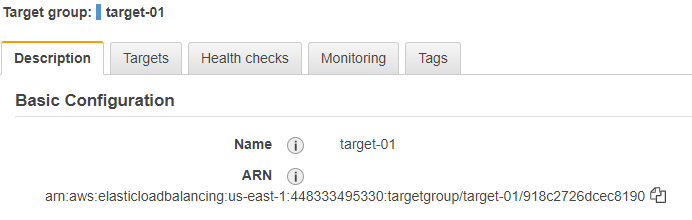 Target group: target-01
Description Targets Health checks Monitoring Tags
Basic Configuration
Name i target-01
ARN i
arn:aws:elasticloadbalancing:us-east-1:448333495330:targetgroup/target-01/918c2726dcec8190